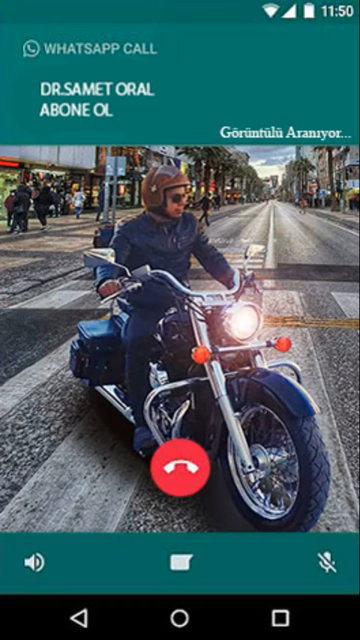 11:50
WHATSAPP CALL
DR.SAMET ORAL
ABONE OL
Görüntülü Aranıyor...